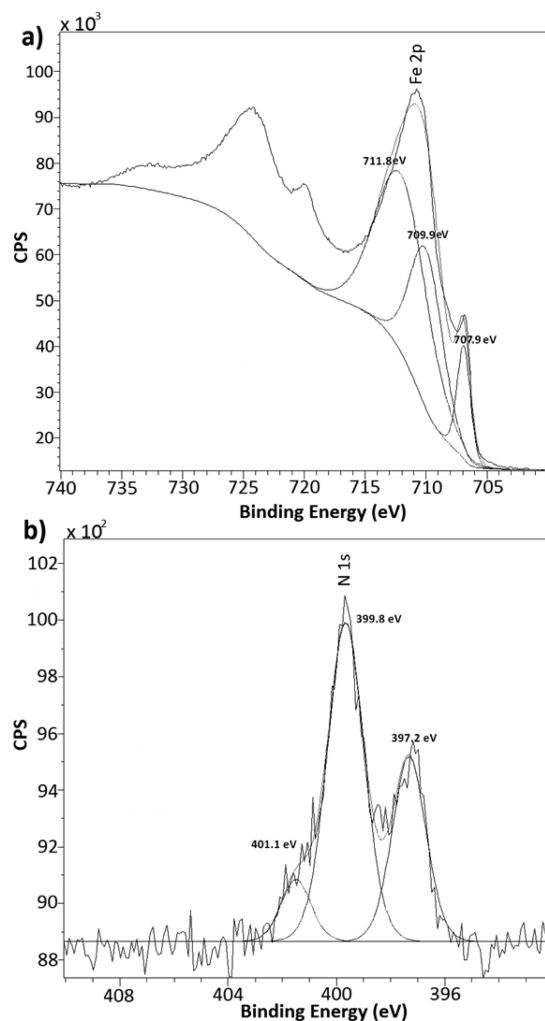 a)
x 10³
Fe 2p
100
90
80
70
60
50
40
30
20
CPS
711.8 eV
709.9 eV
707.9 eV
740 735 730 725 720 715 710 705
Binding Energy (eV)
b)
x 10²
N 1s
102
100
98
96
94
92
90
88
CPS
399.8 eV
397.2 eV
401.1 eV
408 404 400 396
Binding Energy (eV)